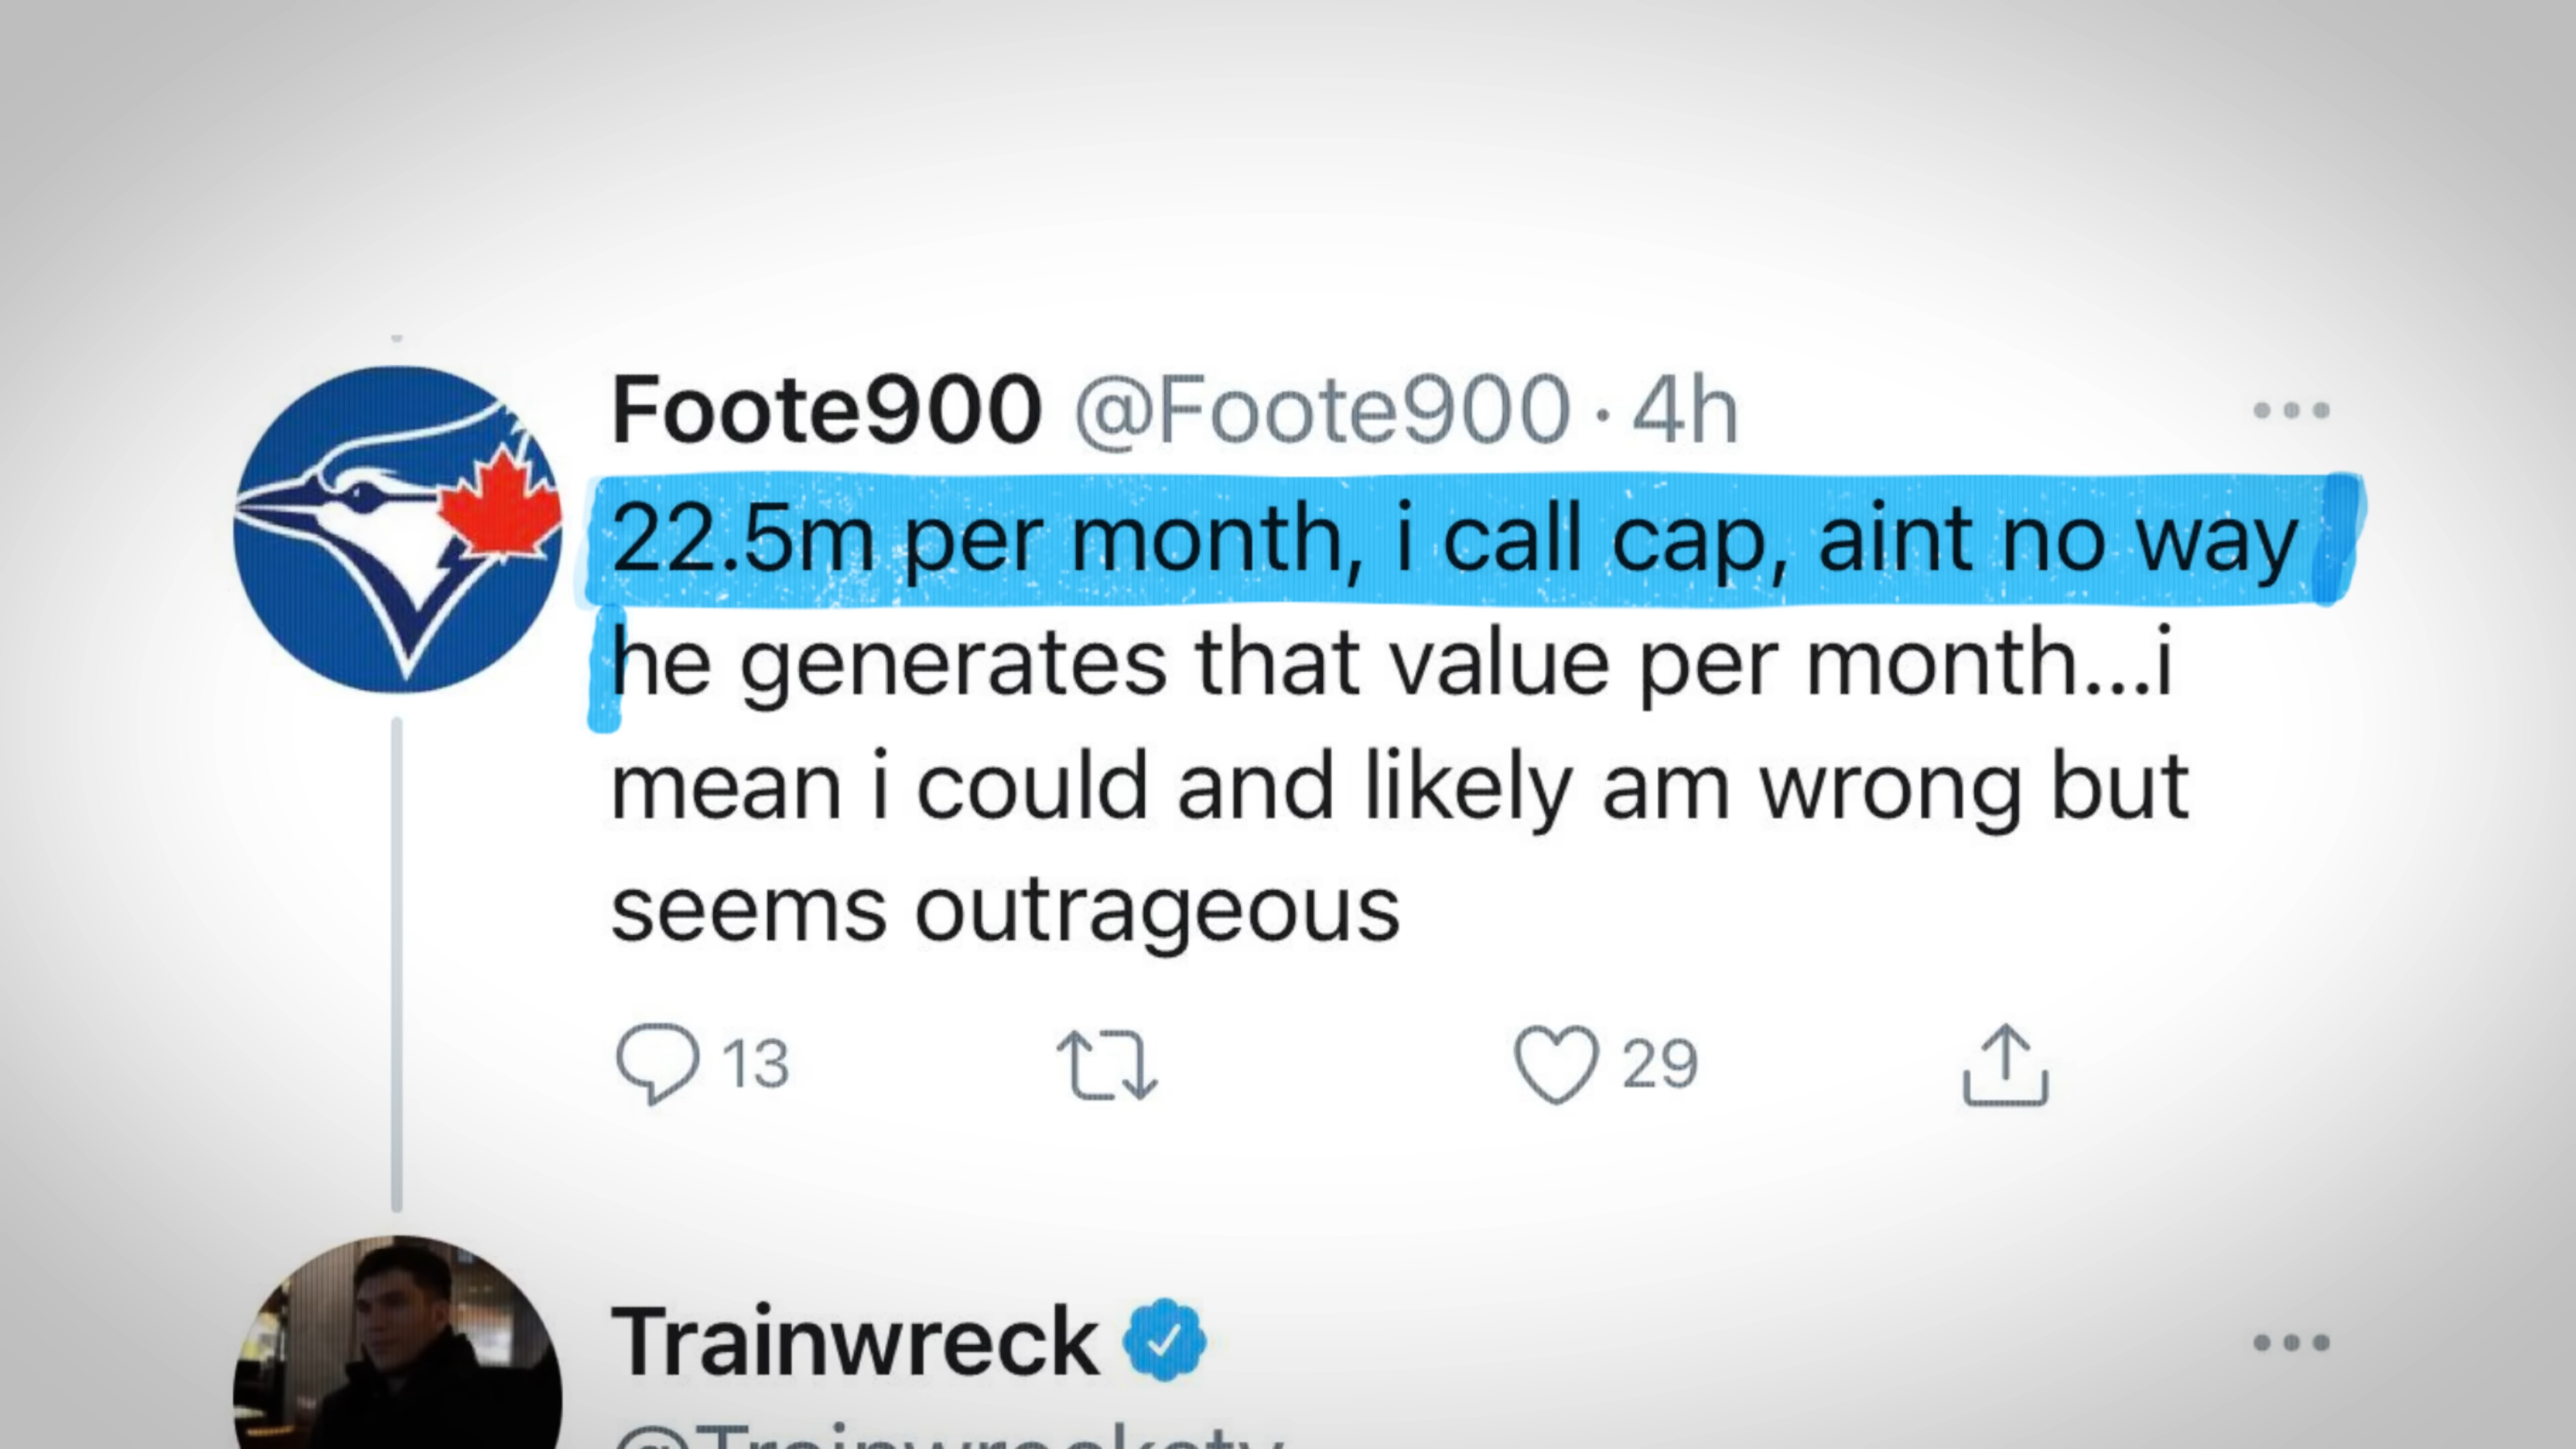 Foote900 @Foote900 · 4h
22.5m per month, i call cap, aint no way
he generates that value per month...i
mean i could and likely am wrong but
seems outrageous
13 29
Trainwreck
@Trainwreckstv